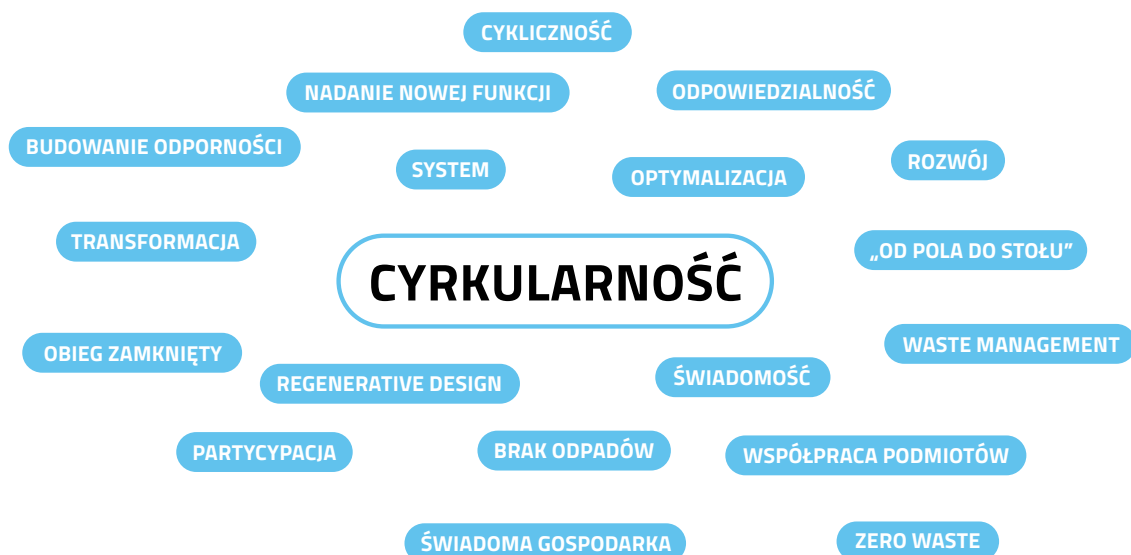 CYKLICZNOŚĆ
NADANIE NOWEJ FUNKCJI
ODPOWIEDZIALNOŚĆ
BUDOWANIE ODPORNOŚCI
SYSTEM
OPTYMALIZACJA
ROZWÓJ
TRANSFORMACJA
„OD POLA DO STOŁU”
CYRKULARNOŚĆ
OBIEG ZAMKNIĘTY
WASTE MANAGEMENT
REGENERATIVE DESIGN
ŚWIADOMOŚĆ
PARTYCYPACJA
BRAK ODPADÓW
WSPÓŁPRACA PODMIOTÓW
ŚWIADOMA GOSPODARKA
ZERO WASTE